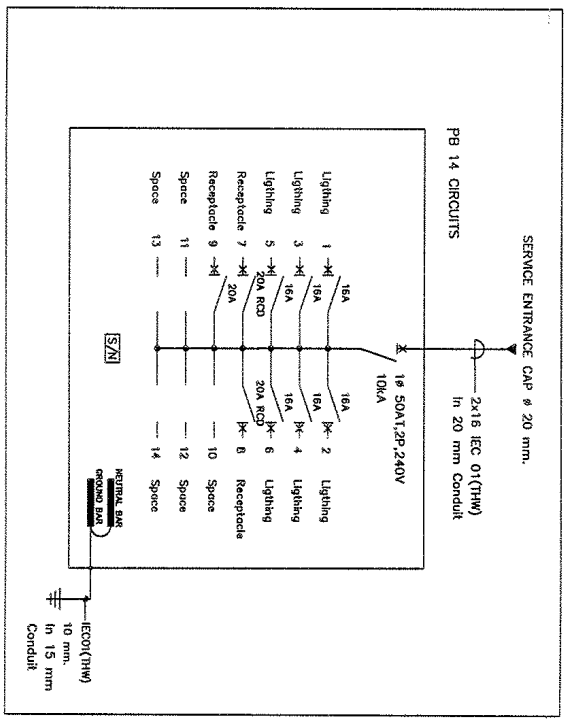 SERVICE ENTRANCE CAP ø 20 mm.
2x16 IEC 01(THW)
In 20 mm Conduit
PB 14 CIRCUITS
1ø 50AT,2P,240V
10kA
16A 16A
Ligthing 1 2 Ligthing
16A 16A
Ligthing 3 4 Ligthing
16A 16A
Ligthing 5 6 Ligthing
20A RCD 20A RCD
Receptacle 7 8 Receptacle
20A
Receptacle 9 10 Space
Space 11 12 Space
Space 13 14 Space
S/N
NEUTRAL BAR
GROUND BAR
IEC01(THW)
10 mm.
In 15 mm
Conduit